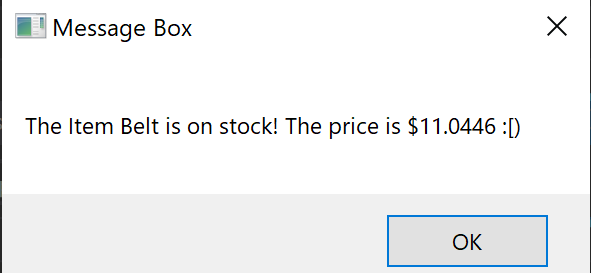 Message Box
The Item Belt is on stock! The price is $11.0446 :[)
OK